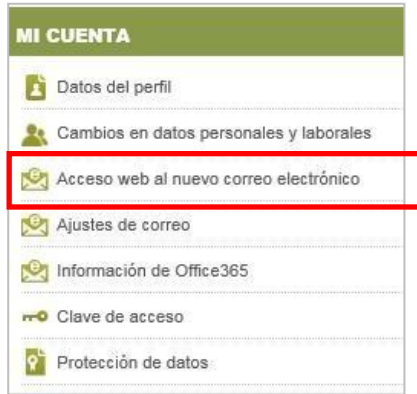 MI CUENTA
Datos del perfil
Cambios en datos personales y laborales
Acceso web al nuevo correo electrónico
Ajustes de correo
Información de Office365
Clave de acceso
Protección de datos